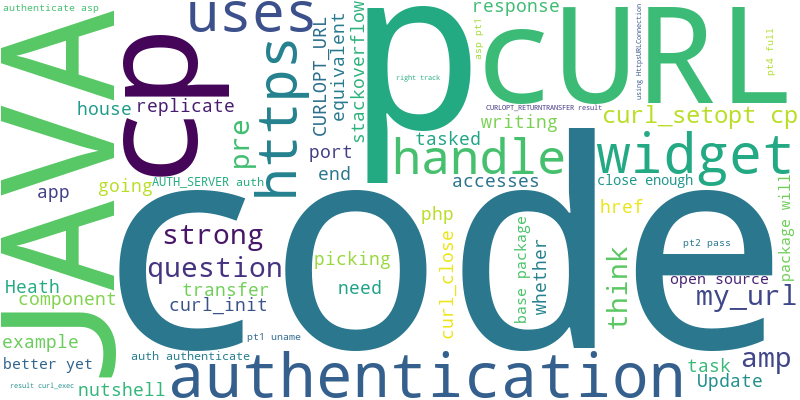 authenticate asp
uses
p
cURL
response
asp pt1
using HttpsURLConnection
pt4 full
JAVA
cp
https
CURLOPT_URL
equivalent
stackoverflow
right track
CURLOPT_RETURNTRANSFER result
house
replicate
pre
writing
curl_setopt cp
tasked
port
handle
widget
end
app
going
AUTH_SERVER auth
accesses
close enough
package will
code
php
href
strong
question
picking
curl_close
base package
whether
think
pt2 pass
Heath
component
transfer
need
open source
curl_init
my_url
example
pt1 uname
better yet
auth authenticate
authentication
amp
task
Update
result curl_exec
nutshell